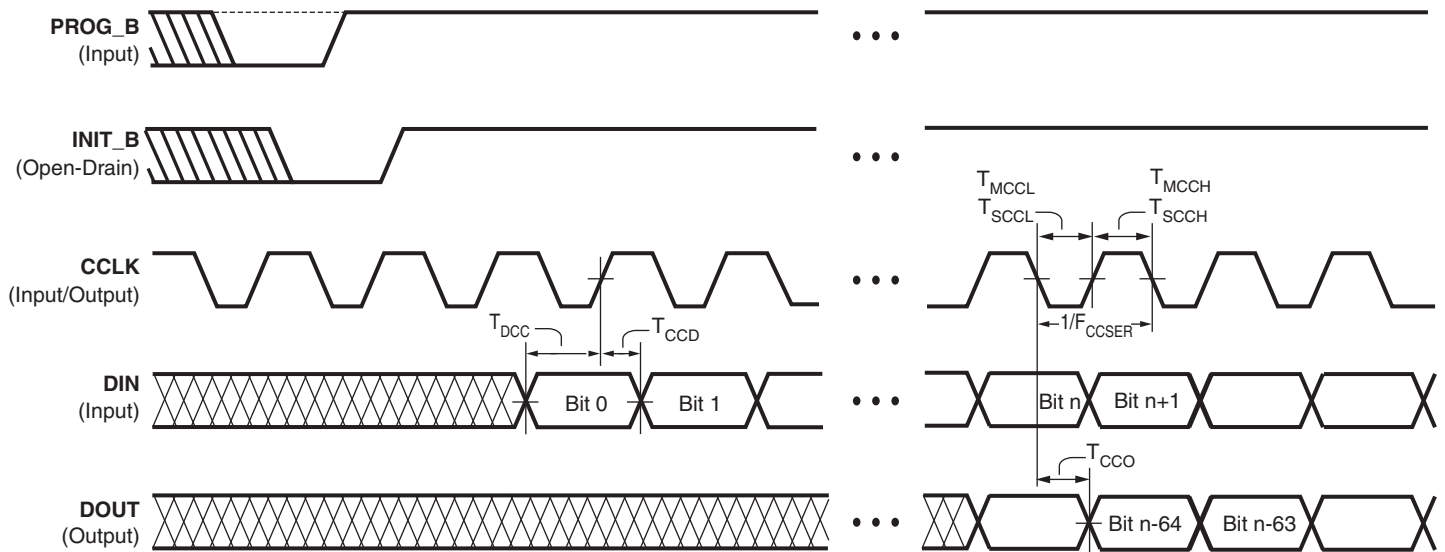 PROG_B
(Input)
INIT_B
(Open-Drain)
T_MCCL
T_SCCL
T_MCCH
T_SCCH
CCLK
(Input/Output)
1/F_CCSER
T_DCC
T_CCD
DIN
(Input)
Bit 0
Bit 1
Bit n
Bit n+1
T_CCO
DOUT
(Output)
Bit n-64
Bit n-63